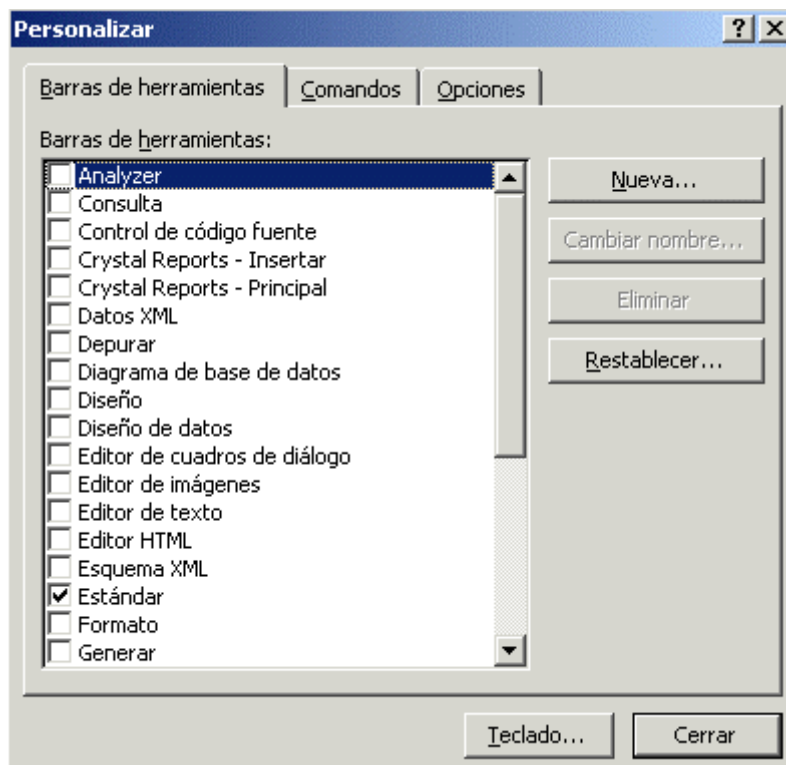 Personalizar
Barras de herramientas Comandos Opciones
Barras de herramientas:
Analyzer
Consulta
Control de código fuente
Crystal Reports - Insertar
Crystal Reports - Principal
Datos XML
Depurar
Diagrama de base de datos
Diseño
Diseño de datos
Editor de cuadros de diálogo
Editor de imágenes
Editor de texto
Editor HTML
Esquema XML
Estándar
Formato
Generar
Nueva...
Cambiar nombre...
Eliminar
Restablecer...
Teclado... Cerrar